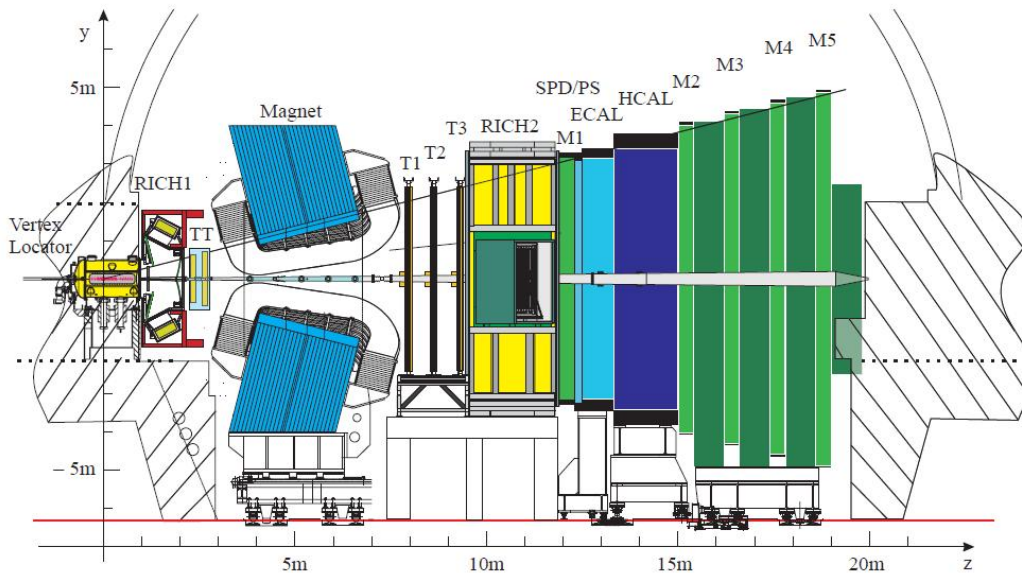 y
5m
Magnet
RICH1
Vertex
Locator
TT
T1
T2
T3
RICH2
SPD/PS
M1
ECAL
HCAL
M2
M3
M4
M5
– 5m
5m
10m
15m
20m
z